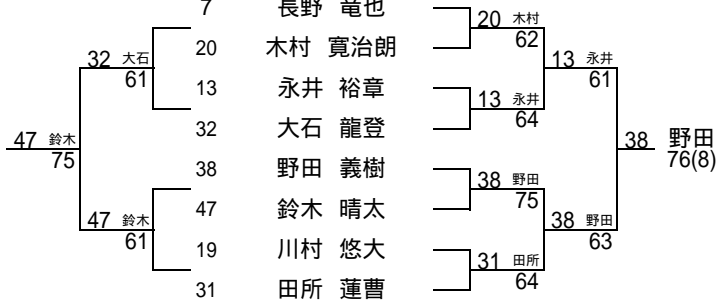 7 長野 竜也
20 木村
20 木村 寛治朗
62
32 大石
13 永井
61
13 永井 裕章
61
13 永井
32 大石 龍登
64
47 鈴木
38 野田
75
76(8)
38 野田 義樹
38 野田
47 鈴木 晴太
75
47 鈴木
38 野田
61
19 川村 悠大
63
31 田所
31 田所 蓮曹
64